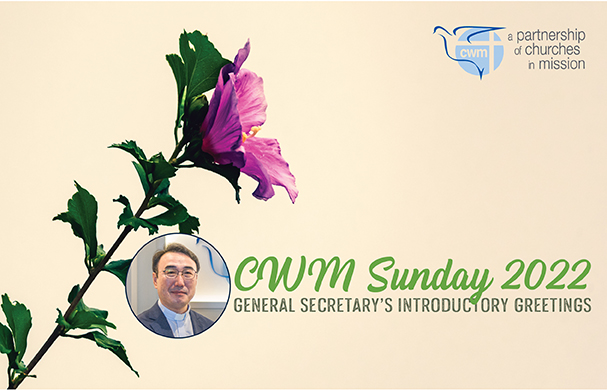 cwm
a partnership
of churches
in mission
CWM Sunday 2022
GENERAL SECRETARY'S INTRODUCTORY GREETINGS